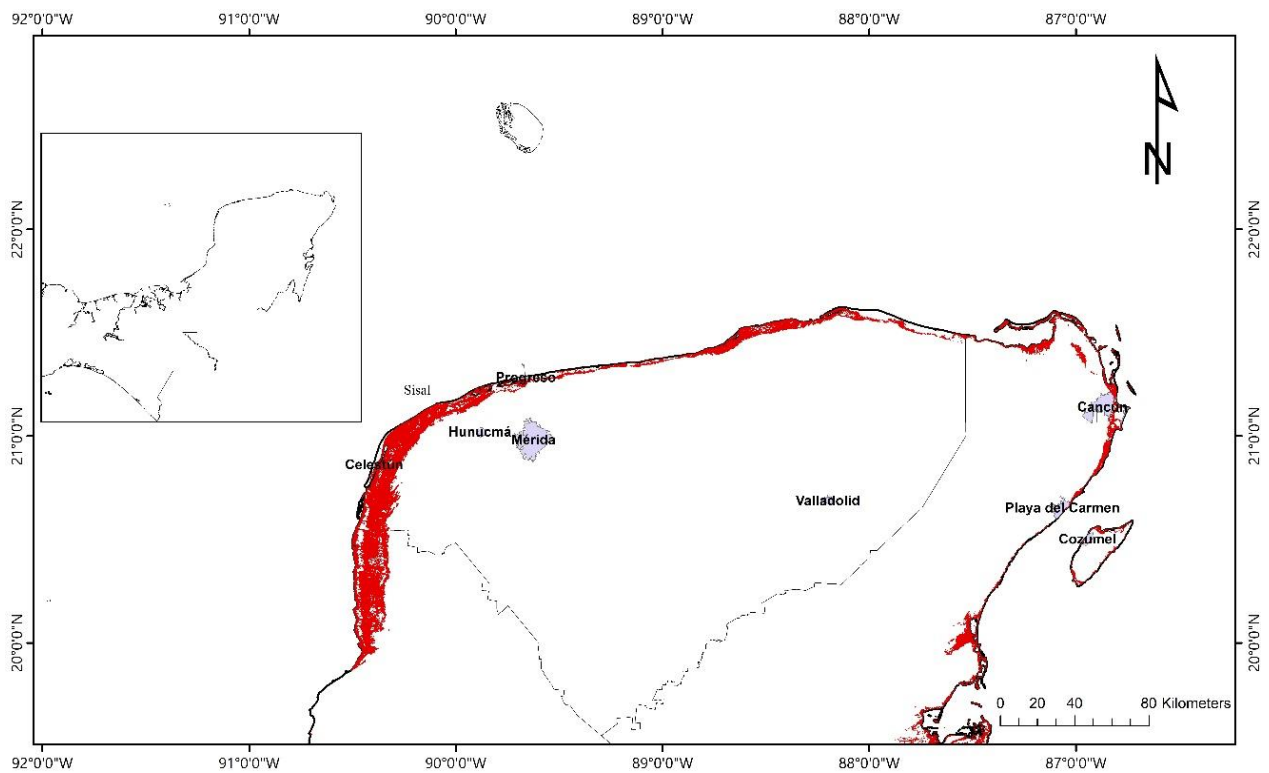 92°0'0"W 91°0'0"W 90°0'0"W 89°0'0"W 88°0'0"W 87°0'0"W
N
22°0'0"N 22°0'0"N
Progreso
Sisal
Cancún
Hunucmá Mérida
21°0'0"N 21°0'0"N
Celestún
Valladolid
Playa del Carmen
Cozumel
20°0'0"N 20°0'0"N
0 20 40 80 Kilometers
92°0'0"W 91°0'0"W 90°0'0"W 89°0'0"W 88°0'0"W 87°0'0"W